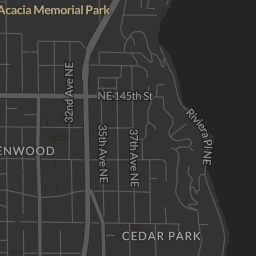 Acacia Memorial Park
32nd Ave NE
NE 145th St
35th Ave NE
37th Ave NE
Riviera Pl NE
ENWOOD
CEDAR PARK